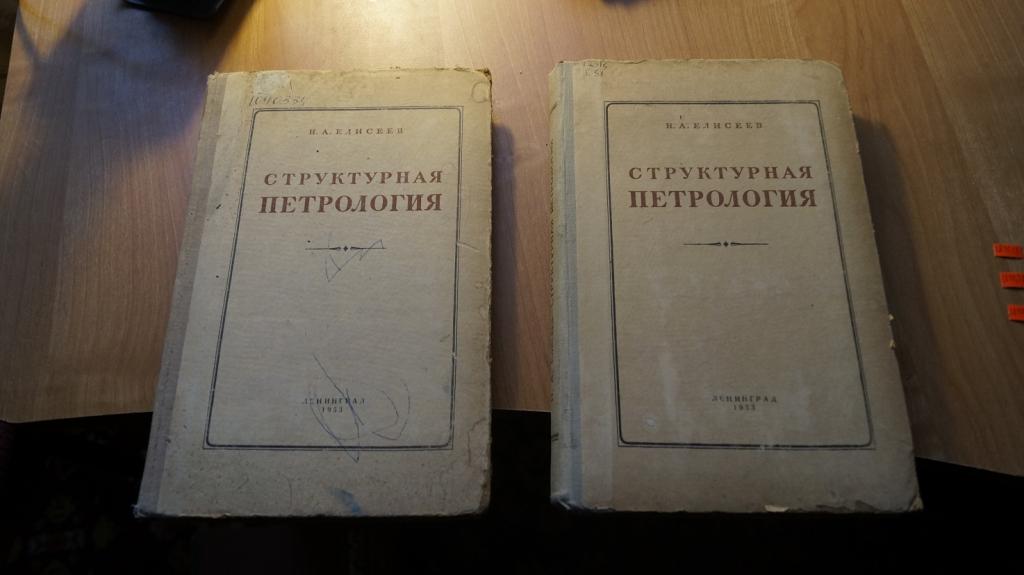 Н. А. ЕЛИСЕЕВ
СТРУКТУРНАЯ
ПЕТРОЛОГИЯ
ЛЕНИНГРАД
1953
Н. А. ЕЛИСЕЕВ
СТРУКТУРНАЯ
ПЕТРОЛОГИЯ
ЛЕНИНГРАД
1953